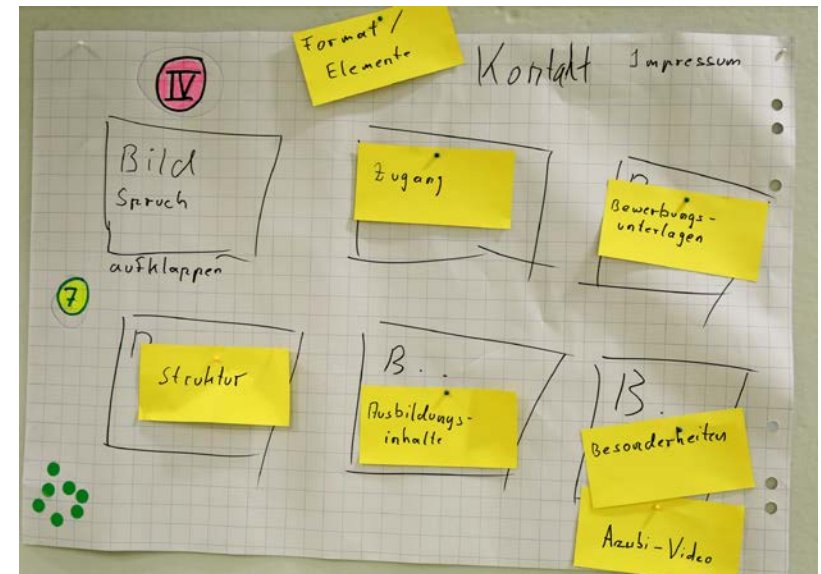 Format /
Elemente
Kontakt
Impressum
IV
Bild
Spruch
aufklappen
Zugang
Bewerbungs-
unterlagen
7
Struktur
B..
Ausbildungs-
inhalte
B.
Besonderheiten
Azubi-Video